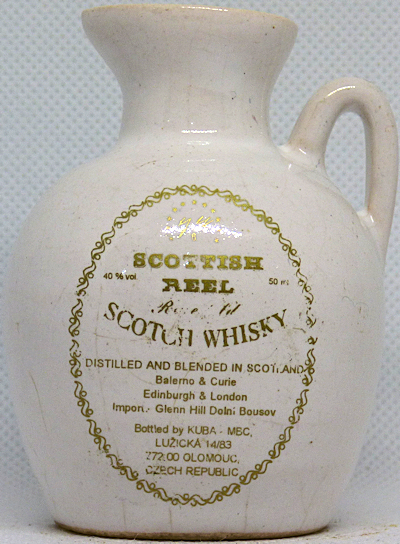 SCOTTISH
REEL
40 % vol
50 ml
SCOTCH WHISKY
DISTILLED AND BLENDED IN SCOTLAND
Balerno & Curie
Edinburgh & London
Import: Glenn Hill Dolní Bousov
Bottled by KUBA - MBC,
LUŽICKÁ 14/83
772 00 OLOMOUC,
CZECH REPUBLIC